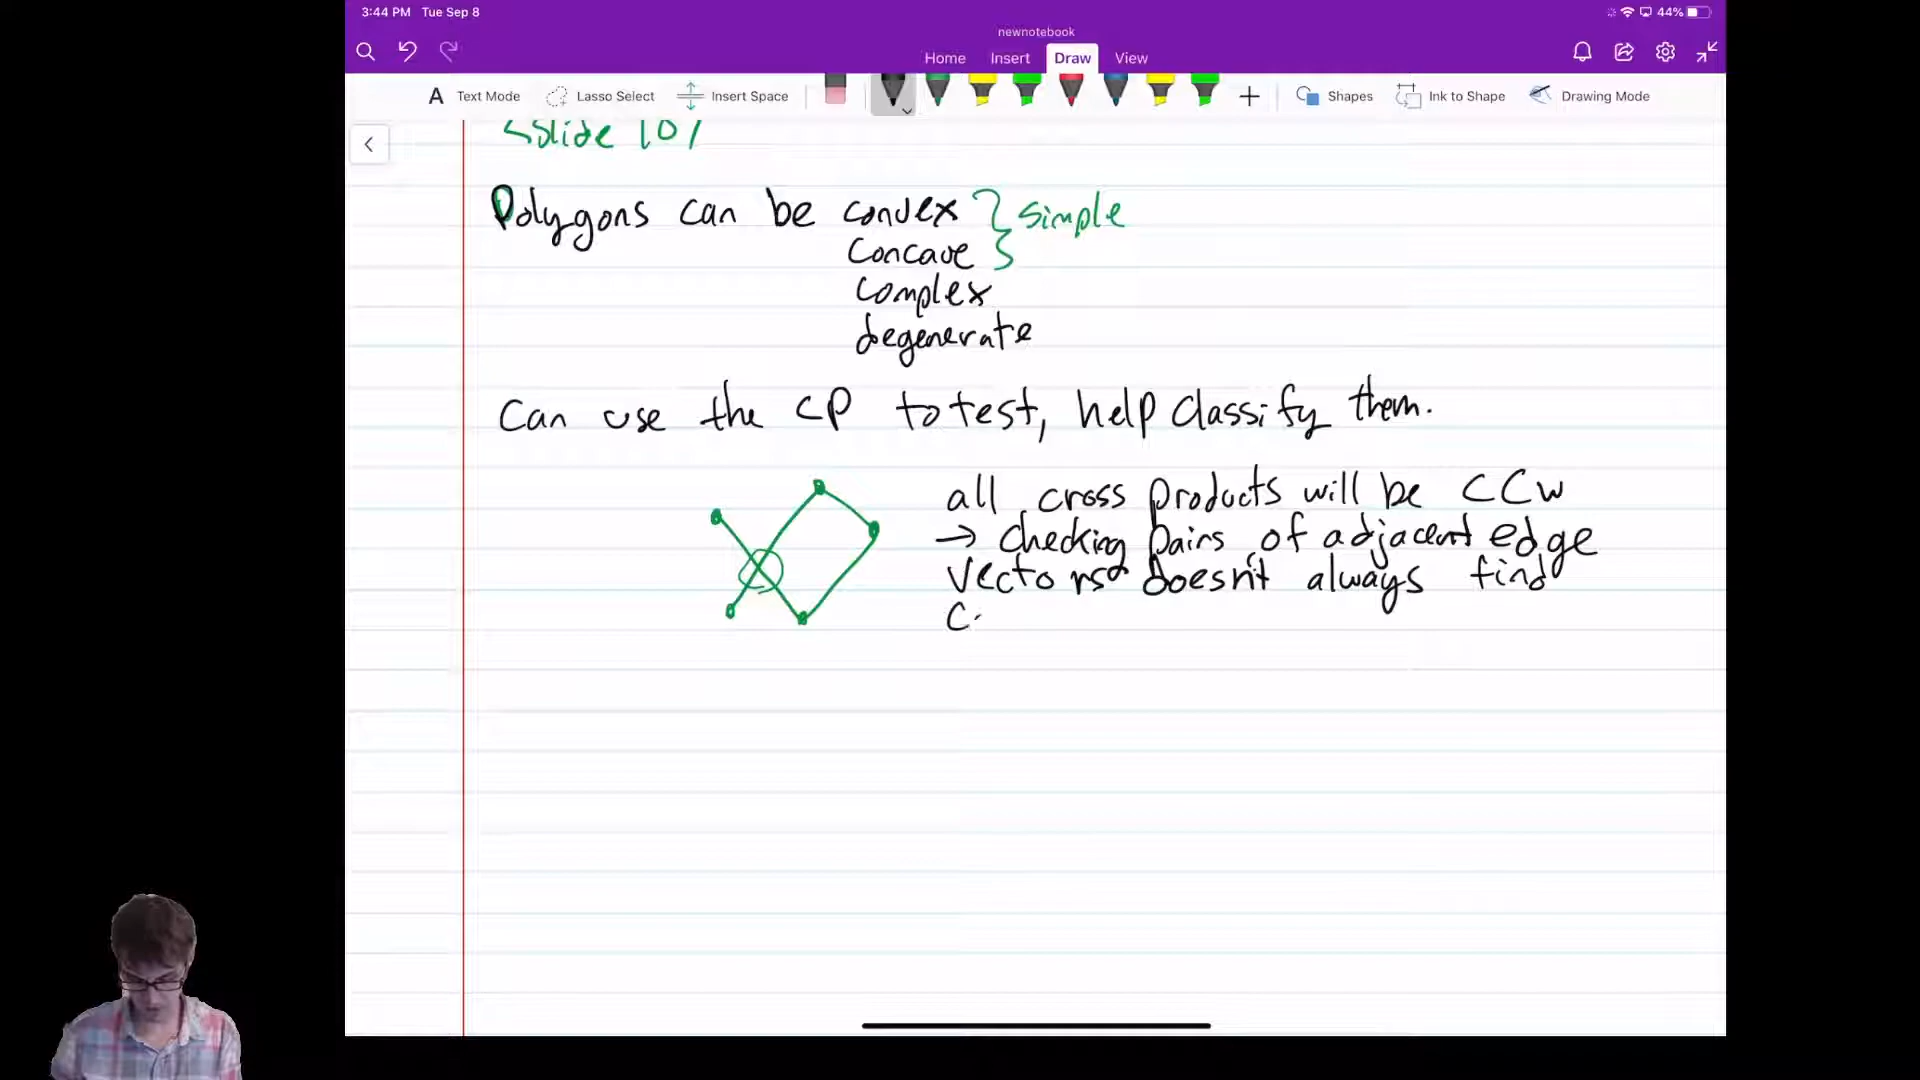 3:44 PM Tue Sep 8
44%
newnotebook
Home Insert Draw View
A Text Mode Lasso Select Insert Space Shapes Ink to Shape Drawing Mode
Slide 107
Polygons can be convex } simple
concave
complex
degenerate
Can use the CP to test, help classify them.
all cross products will be CCW
→ checking pairs of adjacent edge
vectors doesn't always find
C